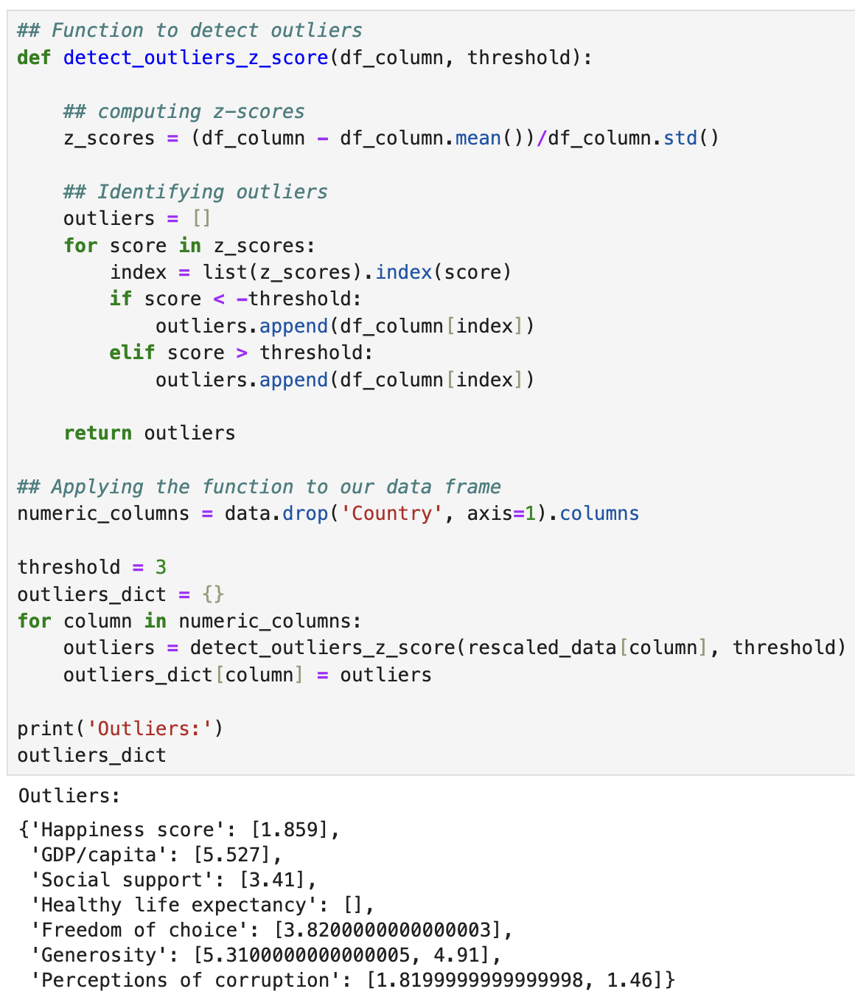 ## Function to detect outliers
def detect_outliers_z_score(df_column, threshold):
    ## computing z-scores
    z_scores = (df_column - df_column.mean())/df_column.std()
    ## Identifying outliers
    outliers = []
    for score in z_scores:
        index = list(z_scores).index(score)
        if score < -threshold:
            outliers.append(df_column[index])
        elif score > threshold:
            outliers.append(df_column[index])
    return outliers
## Applying the function to our data frame
numeric_columns = data.drop('Country', axis=1).columns
threshold = 3
outliers_dict = {}
for column in numeric_columns:
    outliers = detect_outliers_z_score(rescaled_data[column], threshold)
    outliers_dict[column] = outliers
print('Outliers:')
outliers_dict
Outliers:
{'Happiness score': [1.859],
 'GDP/capita': [5.527],
 'Social support': [3.41],
 'Healthy life expectancy': [],
 'Freedom of choice': [3.8200000000000003],
 'Generosity': [5.3100000000000005, 4.91],
 'Perceptions of corruption': [1.8199999999999998, 1.46]}